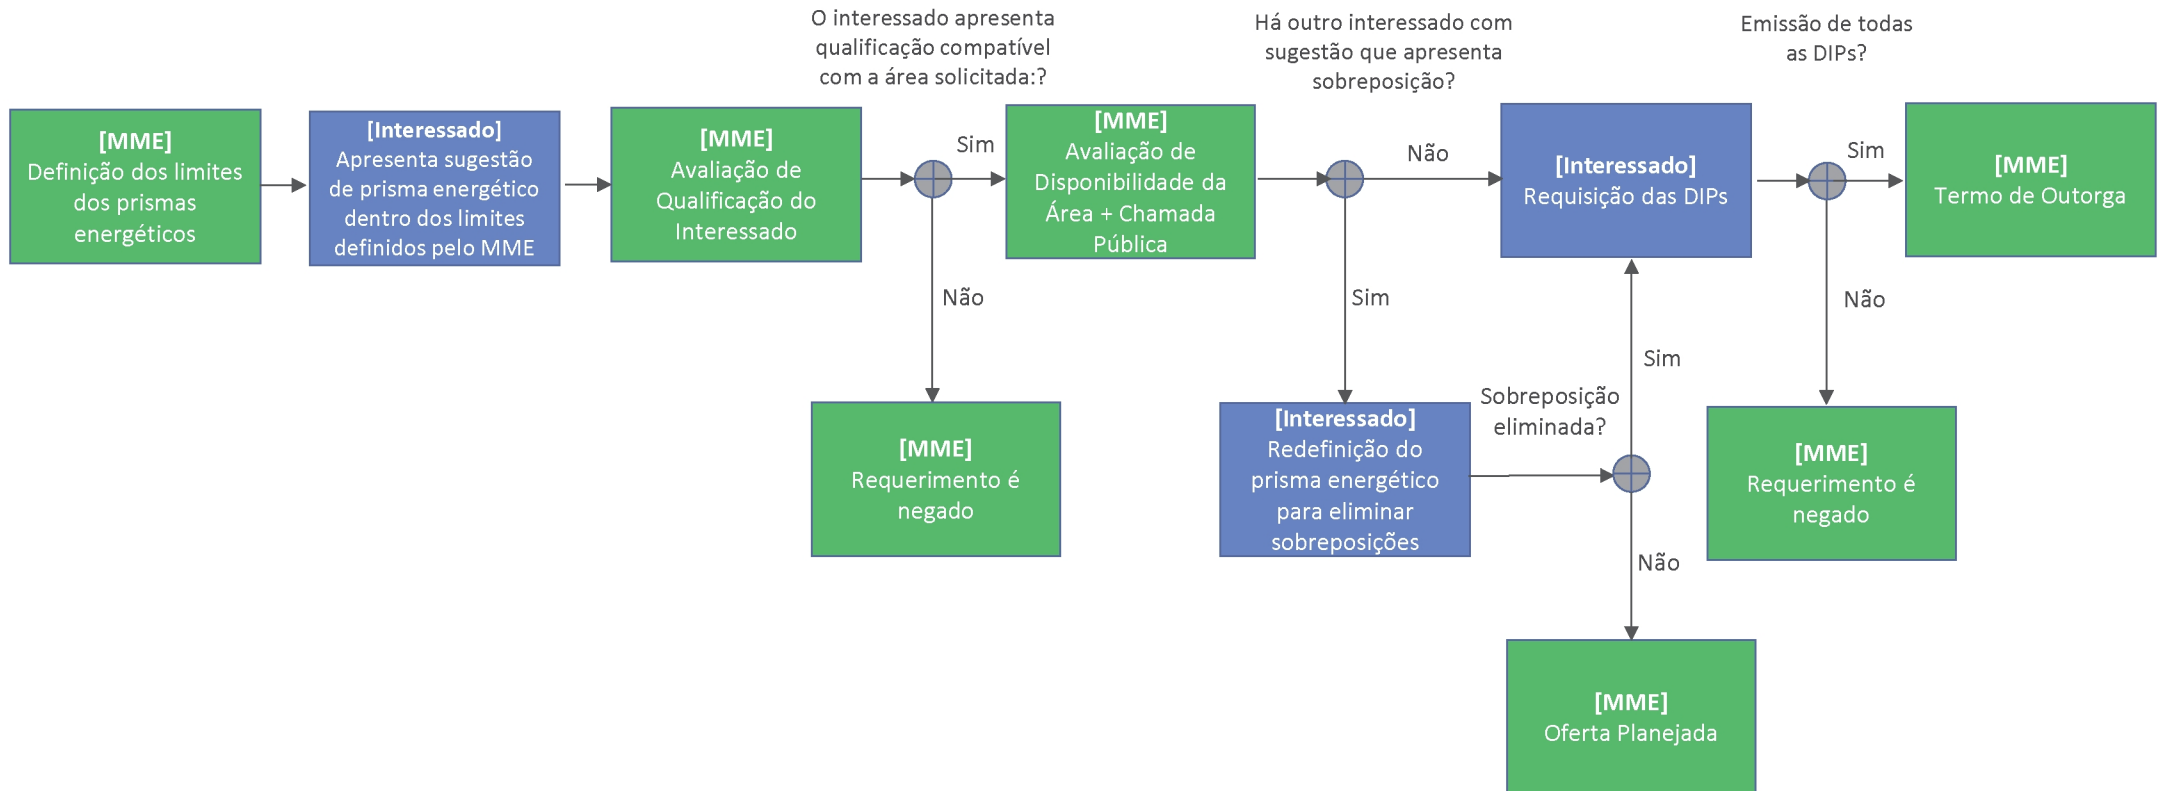 O interessado apresenta
qualificação compatível
com a área solicitada:?
Há outro interessado com
sugestão que apresenta
sobreposição?
Emissão de todas
as DIPs?
[MME]
Definição dos limites
dos prismas
energéticos
[Interessado]
Apresenta sugestão
de prisma energético
dentro dos limites
definidos pelo MME
[MME]
Avaliação de
Qualificação do
Interessado
Sim
[MME]
Avaliação de
Disponibilidade da
Área + Chamada
Pública
Não
[Interessado]
Requisição das DIPs
Sim
[MME]
Termo de Outorga
Não
Sim
Não
Sim
[MME]
Requerimento é
negado
[Interessado]
Redefinição do
prisma energético
para eliminar
sobreposições
Sobreposição
eliminada?
[MME]
Requerimento é
negado
Não
[MME]
Oferta Planejada